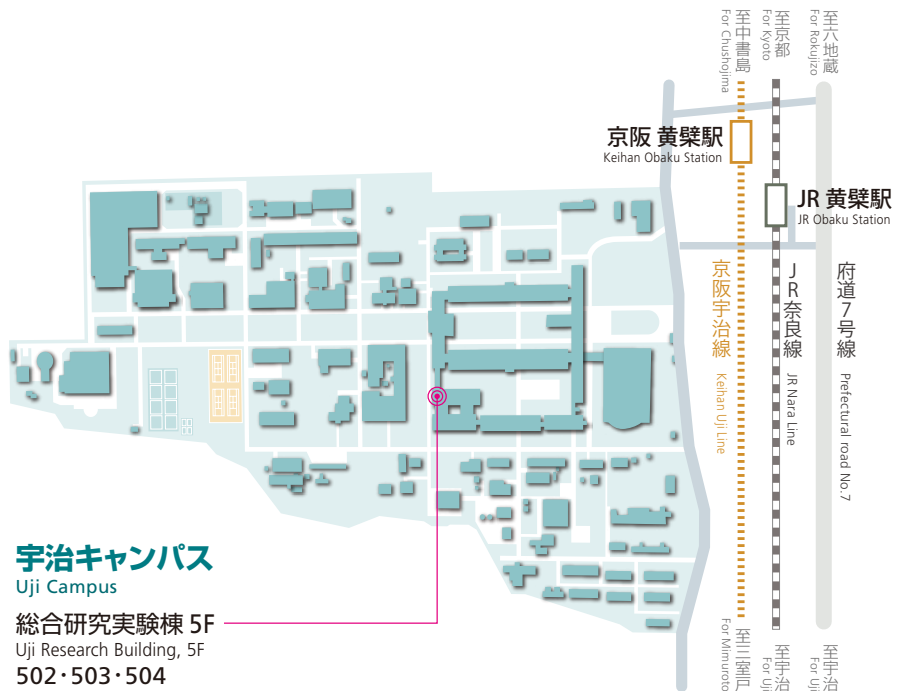 至中書島
For Chushojima
至京都
For Kyoto
至六地蔵
For Rokujizo
京阪 黄檗駅
Keihan Obaku Station
JR 黄檗駅
JR Obaku Station
京阪宇治線
Keihan Uji Line
JR奈良線
JR Nara Line
府道7号線
Prefectural road No.7
宇治キャンパス
Uji Campus
総合研究実験棟 5F
Uji Research Building, 5F
502・503・504
至三室戸
For Mimuroto
至宇治
For Uji
至宇治
For Uji